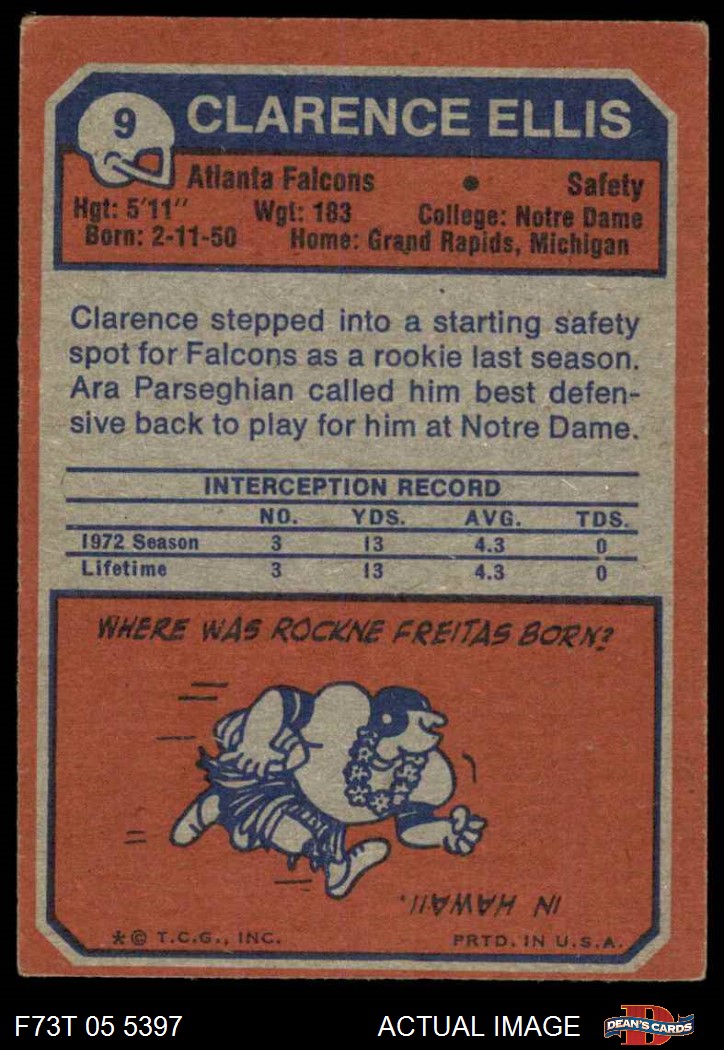 9
CLARENCE ELLIS
Atlanta Falcons • Safety
Hgt: 5'11" Wgt: 183 College: Notre Dame
Born: 2-11-50 Home: Grand Rapids, Michigan
Clarence stepped into a starting safety
spot for Falcons as a rookie last season.
Ara Parseghian called him best defen-
sive back to play for him at Notre Dame.
INTERCEPTION RECORD
NO. YDS. AVG. TDS.
1972 Season 3 13 4.3 0
Lifetime 3 13 4.3 0
WHERE WAS ROCKNE FREITAS BORN?
IN HAWAII.
*© T.C.G., INC. PRTD. IN U.S.A.
F73T 05 5397 ACTUAL IMAGE
D
DEAN'S CARDS